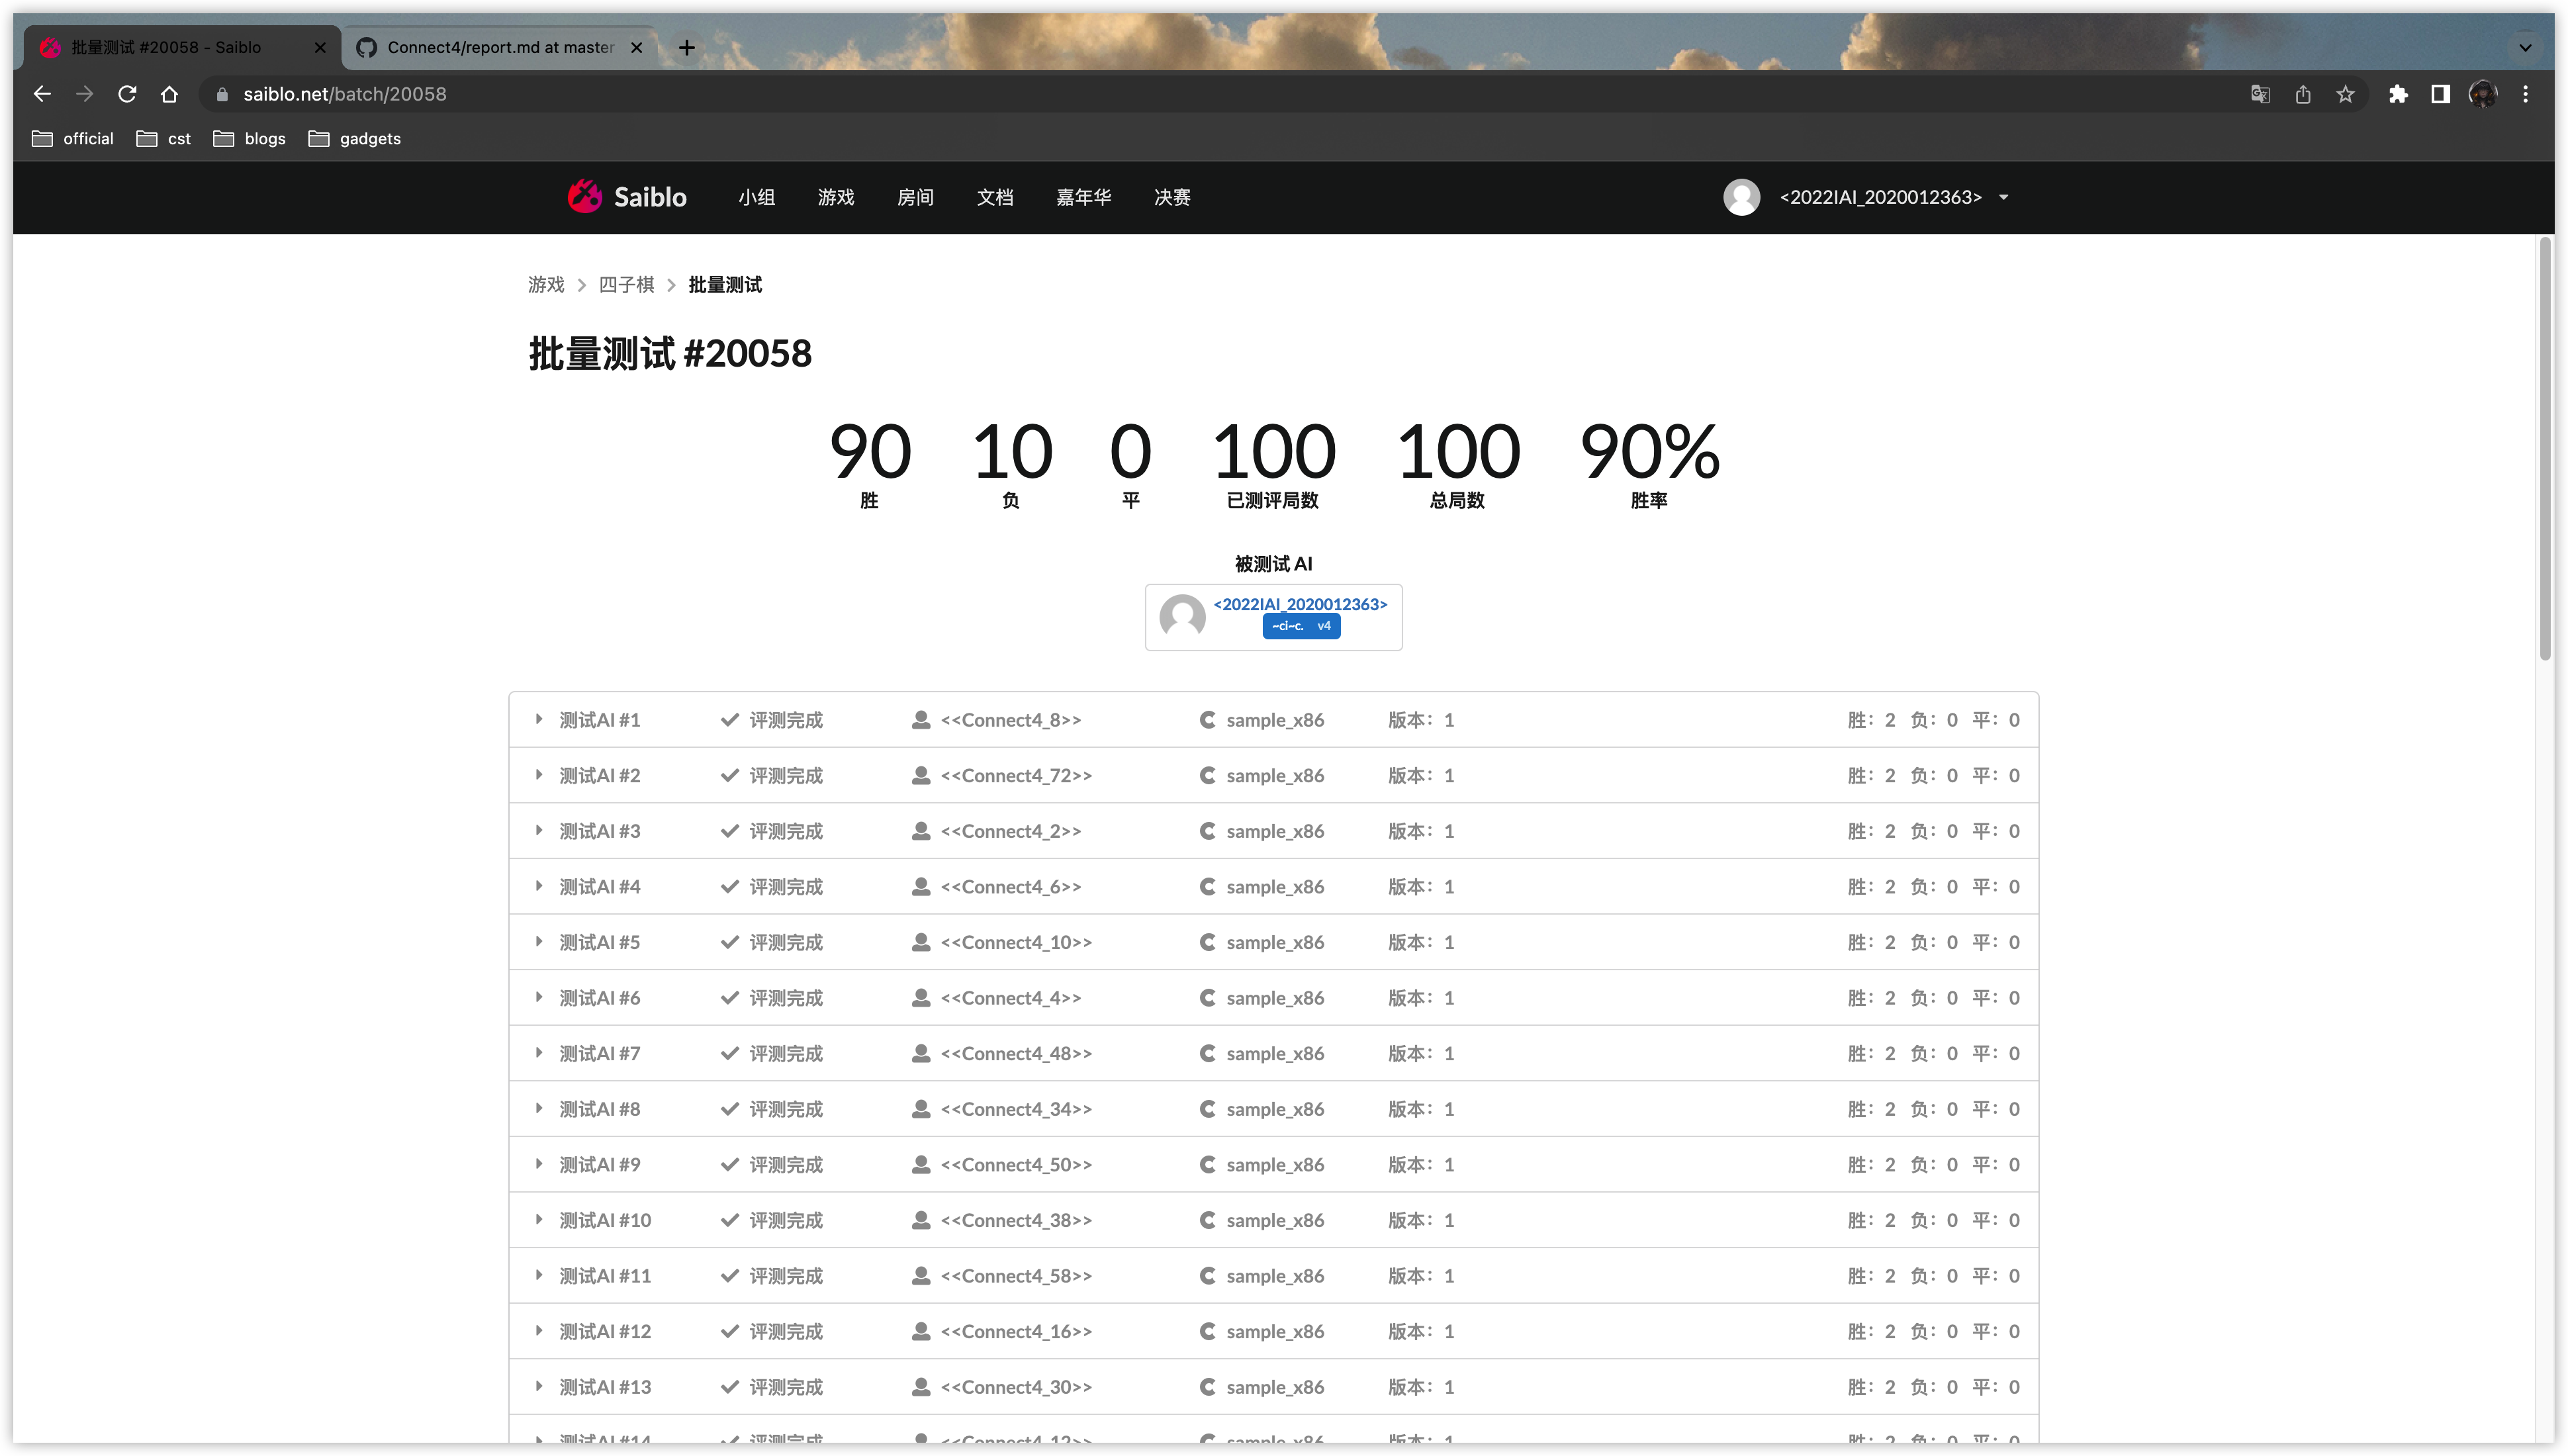 批量测试 #20058 - Saiblo
Connect4/report.md at master
saiblo.net/batch/20058
official cst blogs gadgets
Saiblo 小组 游戏 房间 文档 嘉年华 决赛 <2022IAI_2020012363>
游戏 四子棋 批量测试
批量测试 #20058
90 10 0 100 100 90%
胜 负 平 已测评局数 总局数 胜率
被测试 AI
<2022IAI_2020012363>
~ci~c. v4
测试AI #1 评测完成 <<Connect4_8>> sample_x86 版本：1 胜：2 负：0 平：0
测试AI #2 评测完成 <<Connect4_72>> sample_x86 版本：1 胜：2 负：0 平：0
测试AI #3 评测完成 <<Connect4_2>> sample_x86 版本：1 胜：2 负：0 平：0
测试AI #4 评测完成 <<Connect4_6>> sample_x86 版本：1 胜：2 负：0 平：0
测试AI #5 评测完成 <<Connect4_10>> sample_x86 版本：1 胜：2 负：0 平：0
测试AI #6 评测完成 <<Connect4_4>> sample_x86 版本：1 胜：2 负：0 平：0
测试AI #7 评测完成 <<Connect4_48>> sample_x86 版本：1 胜：2 负：0 平：0
测试AI #8 评测完成 <<Connect4_34>> sample_x86 版本：1 胜：2 负：0 平：0
测试AI #9 评测完成 <<Connect4_50>> sample_x86 版本：1 胜：2 负：0 平：0
测试AI #10 评测完成 <<Connect4_38>> sample_x86 版本：1 胜：2 负：0 平：0
测试AI #11 评测完成 <<Connect4_58>> sample_x86 版本：1 胜：2 负：0 平：0
测试AI #12 评测完成 <<Connect4_16>> sample_x86 版本：1 胜：2 负：0 平：0
测试AI #13 评测完成 <<Connect4_30>> sample_x86 版本：1 胜：2 负：0 平：0
测试AI #14 评测完成 <<Connect4_12>> sample_x86 版本：1 胜：2 负：0 平：0